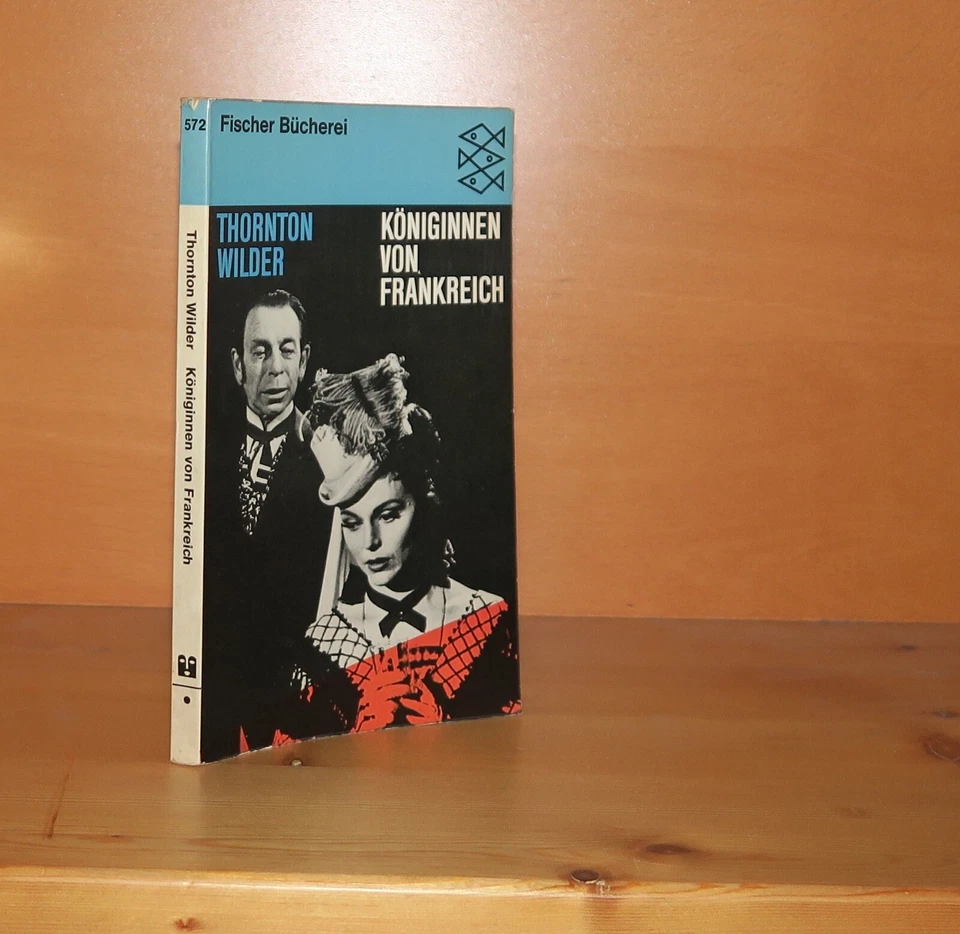 572
Fischer Bücherei
THORNTON
WILDER
KÖNIGINNEN
VON
FRANKREICH
Thornton Wilder Königinnen von Frankreich